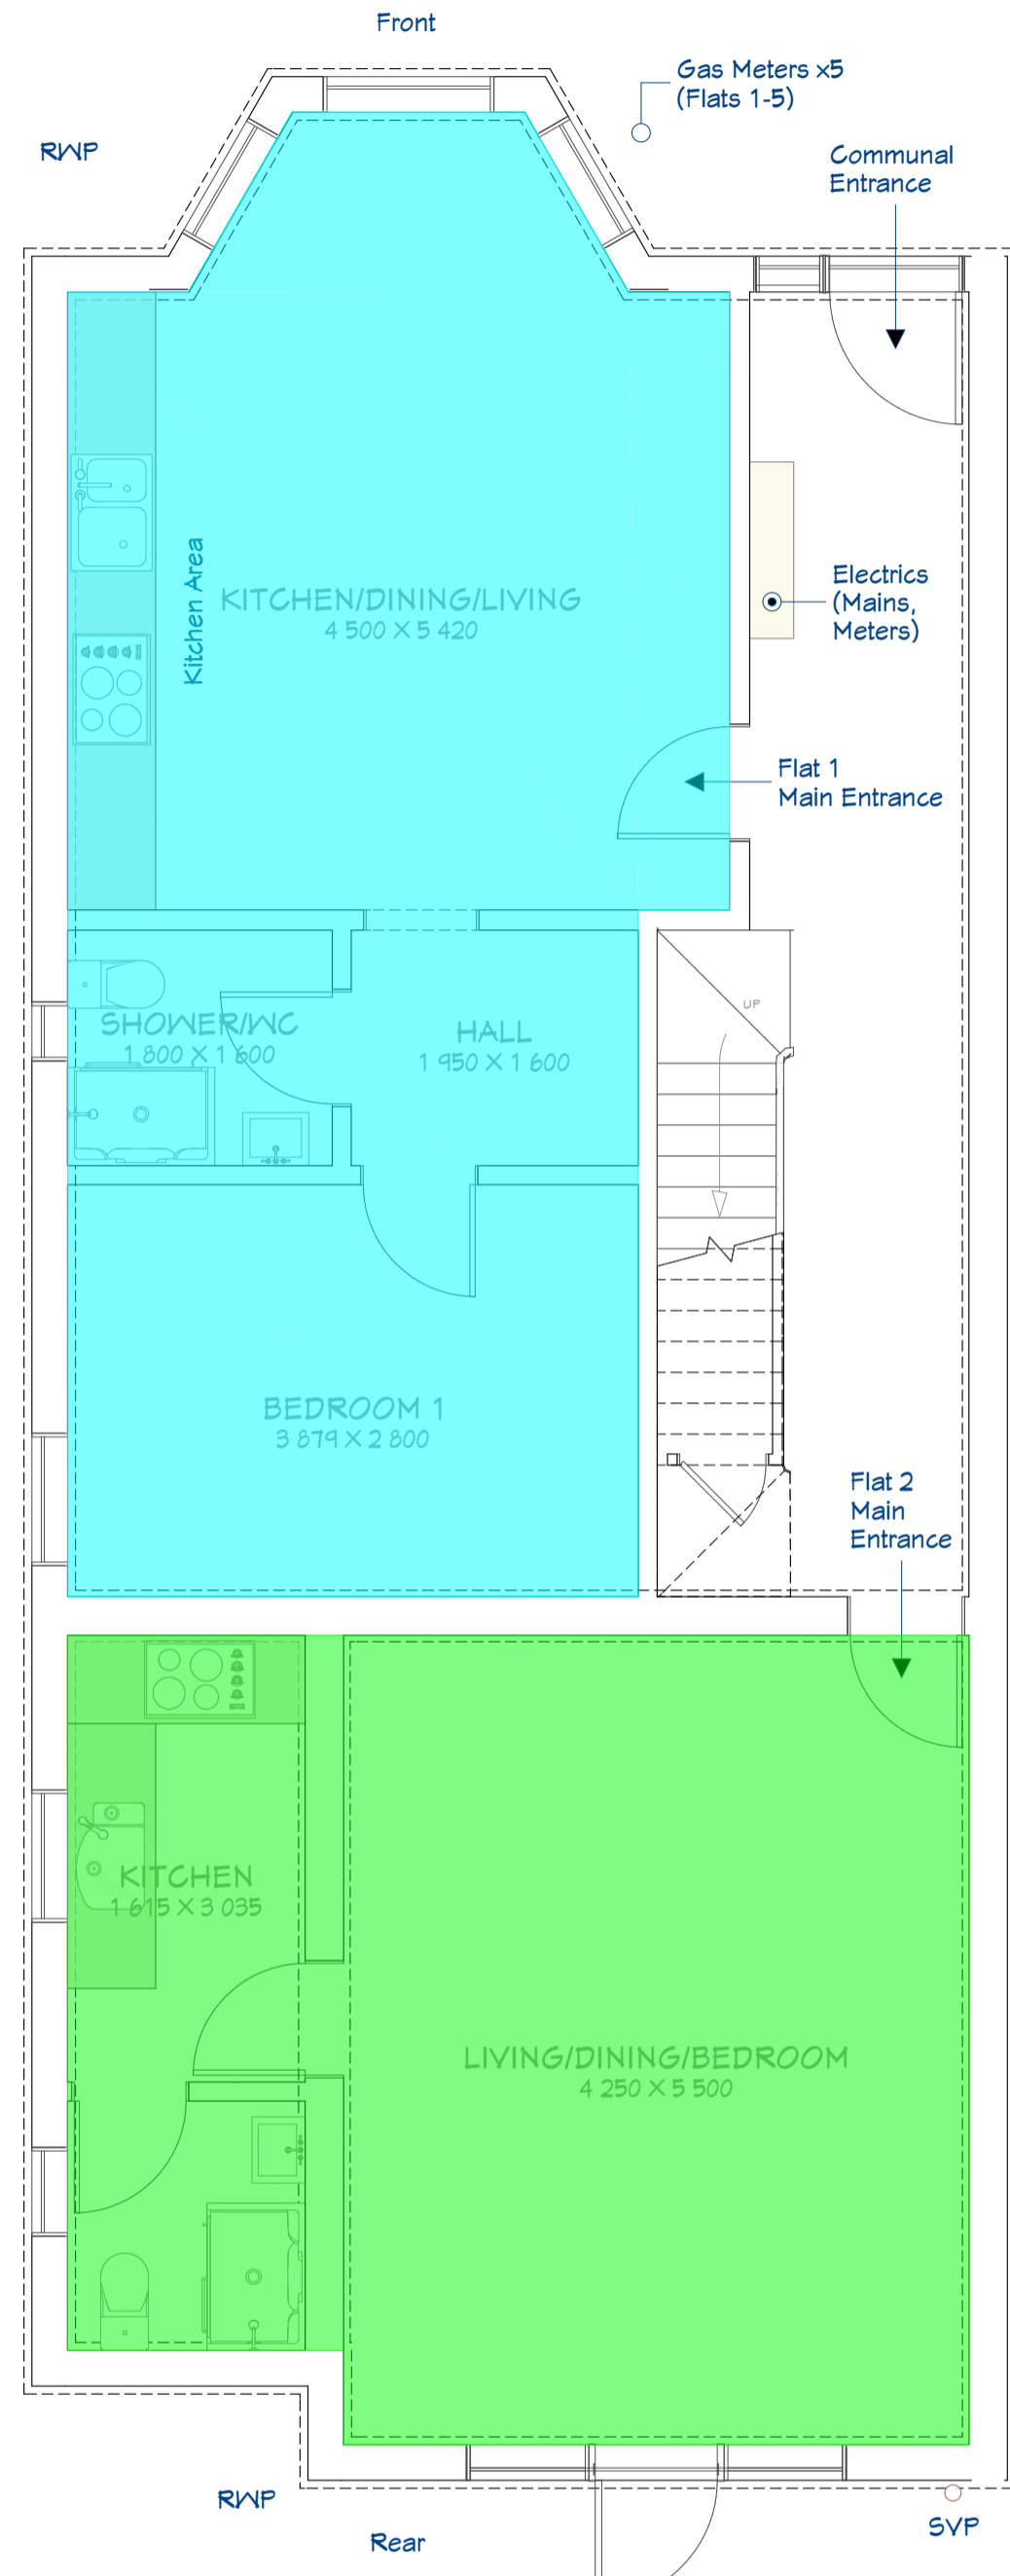 Front
Gas Meters x5
(Flats 1-5)
RWP
Communal
Entrance
Electrics
(Mains,
Meters)
Kitchen Area
KITCHEN/DINING/LIVING
4 500 X 5 420
Flat 1
Main Entrance
UP
SHOWER/WC
1 800 X 1 600
HALL
1 950 X 1 600
BEDROOM 1
3 879 X 2 800
Flat 2
Main
Entrance
KITCHEN
1 615 X 3 035
LIVING/DINING/BEDROOM
4 250 X 5 500
RWP
Rear
SVP